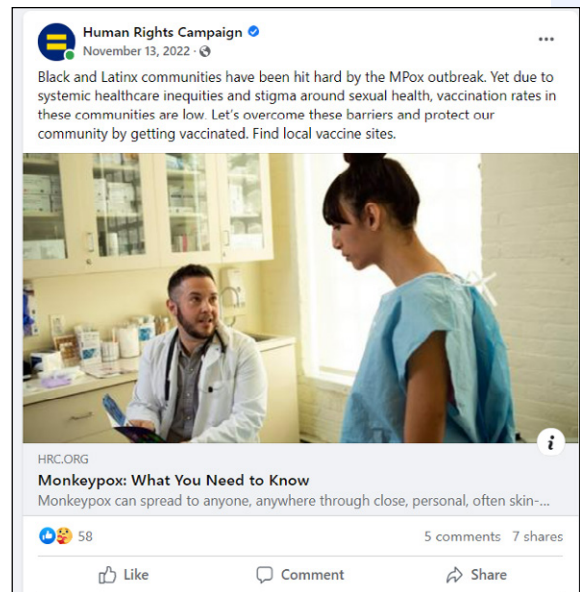 Human Rights Campaign
November 13, 2022 ·
Black and Latinx communities have been hit hard by the MPox outbreak. Yet due to
systemic healthcare inequities and stigma around sexual health, vaccination rates in
these communities are low. Let's overcome these barriers and protect our
community by getting vaccinated. Find local vaccine sites.
i
HRC.ORG
Monkeypox: What You Need to Know
Monkeypox can spread to anyone, anywhere through close, personal, often skin-...
58
5 comments 7 shares
Like Comment Share